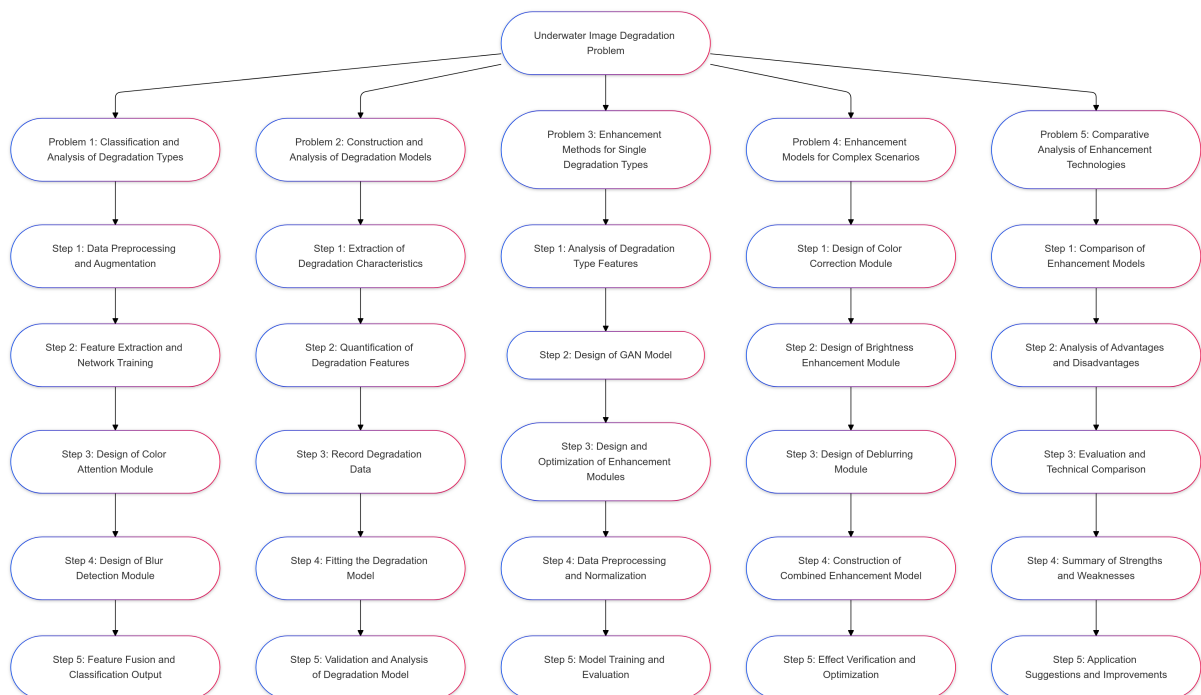 Underwater Image Degradation
Problem
Problem 1: Classification and
Analysis of Degradation Types
Problem 2: Construction and
Analysis of Degradation Models
Problem 3: Enhancement
Methods for Single
Degradation Types
Problem 4: Enhancement
Models for Complex Scenarios
Problem 5: Comparative
Analysis of Enhancement
Technologies
Step 1: Data Preprocessing
and Augmentation
Step 1: Extraction of
Degradation Characteristics
Step 1: Analysis of Degradation
Type Features
Step 1: Design of Color
Correction Module
Step 1: Comparison of
Enhancement Models
Step 2: Feature Extraction and
Network Training
Step 2: Quantification of
Degradation Features
Step 2: Design of GAN Model
Step 2: Design of Brightness
Enhancement Module
Step 2: Analysis of Advantages
and Disadvantages
Step 3: Design of Color
Attention Module
Step 3: Record Degradation
Data
Step 3: Design and
Optimization of Enhancement
Modules
Step 3: Design of Deblurring
Module
Step 3: Evaluation and
Technical Comparison
Step 4: Design of Blur
Detection Module
Step 4: Fitting the Degradation
Model
Step 4: Data Preprocessing
and Normalization
Step 4: Construction of
Combined Enhancement Model
Step 4: Summary of Strengths
and Weaknesses
Step 5: Feature Fusion and
Classification Output
Step 5: Validation and Analysis
of Degradation Model
Step 5: Model Training and
Evaluation
Step 5: Effect Verification and
Optimization
Step 5: Application
Suggestions and Improvements